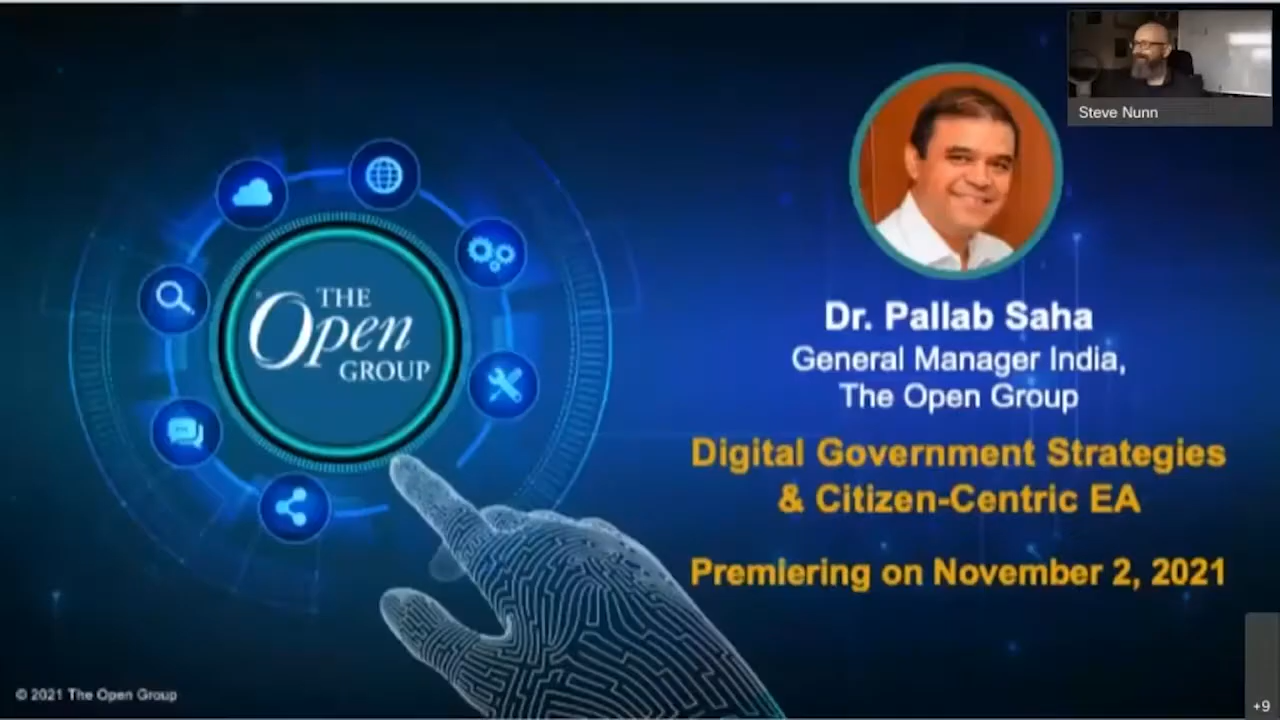 Steve Nunn
THE
Open
GROUP
Dr. Pallab Saha
General Manager India,
The Open Group
Digital Government Strategies
& Citizen-Centric EA
Premiering on November 2, 2021
© 2021 The Open Group
+9